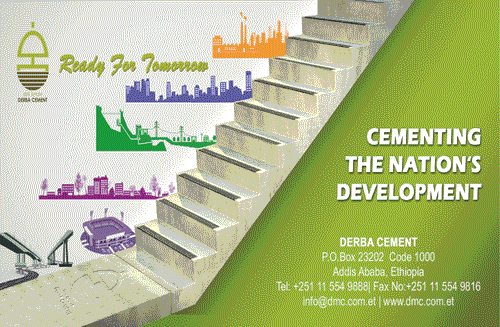 Ready For Tomorrow
DERBA CEMENT
CEMENTING
THE NATION'S
DEVELOPMENT
DERBA CEMENT
P.O.Box 23202 Code 1000
Addis Ababa, Ethiopia
Tel: +251 11 554 9888| Fax No:+251 11 554 9816
info@dmc.com.et | www.dmc.com.et